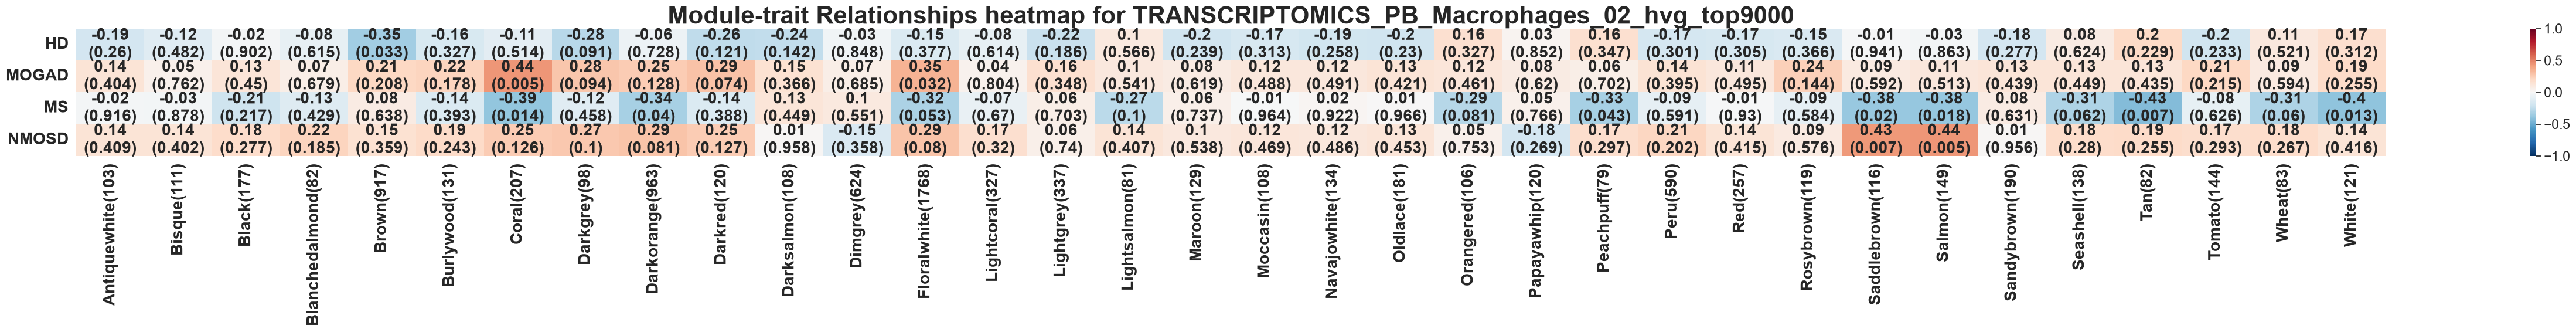 Module-trait Relationships heatmap for TRANSCRIPTOMICS_PB_Macrophages_02_hvg_top9000
HD
-0.19 -0.12 -0.02 -0.08 -0.35 -0.16 -0.11 -0.28 -0.06 -0.26 -0.24 -0.03 -0.15 -0.08 -0.22 0.1 -0.2 -0.17 -0.19 -0.2 0.16 0.03 0.16 -0.17 -0.17 -0.15 -0.01 -0.03 -0.18 0.08 0.2 -0.2 0.11 0.17
(0.26) (0.482) (0.902) (0.615) (0.033) (0.327) (0.514) (0.091) (0.728) (0.121) (0.142) (0.848) (0.377) (0.614) (0.186) (0.566) (0.239) (0.313) (0.258) (0.23) (0.327) (0.852) (0.347) (0.301) (0.305) (0.366) (0.941) (0.863) (0.277) (0.624) (0.229) (0.233) (0.521) (0.312)
MOGAD
0.14 0.05 0.13 0.07 0.21 0.22 0.44 0.28 0.25 0.29 0.15 0.07 0.35 0.04 0.16 0.1 0.08 0.12 0.12 0.13 0.12 0.08 0.06 0.14 0.11 0.24 0.09 0.11 0.13 0.13 0.13 0.21 0.09 0.19
(0.404) (0.762) (0.45) (0.679) (0.208) (0.178) (0.005) (0.094) (0.128) (0.074) (0.366) (0.685) (0.032) (0.804) (0.348) (0.541) (0.619) (0.488) (0.491) (0.421) (0.461) (0.62) (0.702) (0.395) (0.495) (0.144) (0.592) (0.513) (0.439) (0.449) (0.435) (0.215) (0.594) (0.255)
MS
-0.02 -0.03 -0.21 -0.13 0.08 -0.14 -0.39 -0.12 -0.34 -0.14 0.13 0.1 -0.32 -0.07 0.06 -0.27 0.06 -0.01 0.02 0.01 -0.29 0.05 -0.33 -0.09 -0.01 -0.09 -0.38 -0.38 0.08 -0.31 -0.43 -0.08 -0.31 -0.4
(0.916) (0.878) (0.217) (0.429) (0.638) (0.393) (0.014) (0.458) (0.04) (0.388) (0.449) (0.551) (0.053) (0.67) (0.703) (0.1) (0.737) (0.964) (0.922) (0.966) (0.081) (0.766) (0.043) (0.591) (0.93) (0.584) (0.02) (0.018) (0.631) (0.062) (0.007) (0.626) (0.06) (0.013)
NMOSD
0.14 0.14 0.18 0.22 0.15 0.19 0.25 0.27 0.29 0.25 0.01 -0.15 0.29 0.17 0.06 0.14 0.1 0.12 0.12 0.13 0.05 -0.18 0.17 0.21 0.14 0.09 0.43 0.44 0.01 0.18 0.19 0.17 0.18 0.14
(0.409) (0.402) (0.277) (0.185) (0.359) (0.243) (0.126) (0.1) (0.081) (0.127) (0.958) (0.358) (0.08) (0.32) (0.74) (0.407) (0.538) (0.469) (0.486) (0.453) (0.753) (0.269) (0.297) (0.202) (0.415) (0.576) (0.007) (0.005) (0.956) (0.28) (0.255) (0.293) (0.267) (0.416)
Antiquewhite(103)
Bisque(111)
Black(177)
Blanchedalmond(82)
Brown(917)
Burlywood(131)
Coral(207)
Darkgrey(98)
Darkorange(963)
Darkred(120)
Darksalmon(108)
Dimgrey(624)
Floralwhite(1768)
Lightcoral(327)
Lightgrey(337)
Lightsalmon(81)
Maroon(129)
Moccasin(108)
Navajowhite(134)
Oldlace(181)
Orangered(106)
Papayawhip(120)
Peachpuff(79)
Peru(590)
Red(257)
Rosybrown(119)
Saddlebrown(116)
Salmon(149)
Sandybrown(190)
Seashell(138)
Tan(82)
Tomato(144)
Wheat(83)
White(121)
1.0
0.5
0.0
−0.5
−1.0